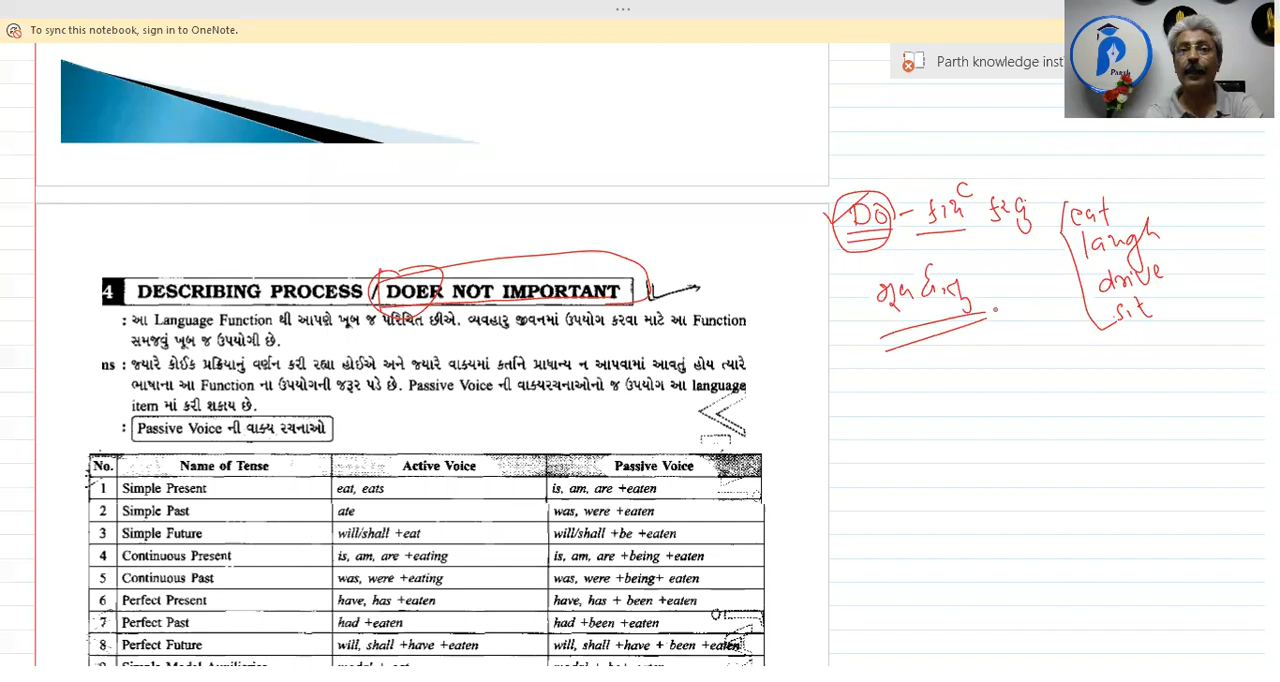 To sync this notebook, sign in to OneNote.
Parth knowledge inst
Parth
4 DESCRIBING PROCESS / DOER NOT IMPORTANT
: આ Language Function થી આપણે ખૂબ જ પરિચિત છીએ. વ્યવહારુ જીવનમાં ઉપયોગ કરવા માટે આ Function
સમજવું ખૂબ જ ઉપયોગી છે.
ns : જ્યારે કોઈક પ્રક્રિયાનું વર્ણન કરી રહ્યા હોઈએ અને જ્યારે વાક્યમાં કર્તાને પ્રાધાન્ય ન આપવામાં આવતું હોય ત્યારે
ભાષાના આ Function ના ઉપયોગની જરૂર પડે છે. Passive Voice ની વાક્યરચનાઓનો જ ઉપયોગ આ language
item માં કરી શકાય છે.
: Passive Voice ની વાક્ય રચનાઓ
No. Name of Tense Active Voice Passive Voice
1 Simple Present eat, eats is, am, are +eaten
2 Simple Past ate was, were +eaten
3 Simple Future will/shall +eat will/shall +be +eaten
4 Continuous Present is, am, are +eating is, am, are +being +eaten
5 Continuous Past was, were +eating was, were +being+ eaten
6 Perfect Present have, has +eaten have, has + been +eaten
7 Perfect Past had +eaten had +been +eaten
8 Perfect Future will, shall +have +eaten will, shall +have + been +eaten
DO - કાર્ય કરવું
eat
laugh
drive
sit